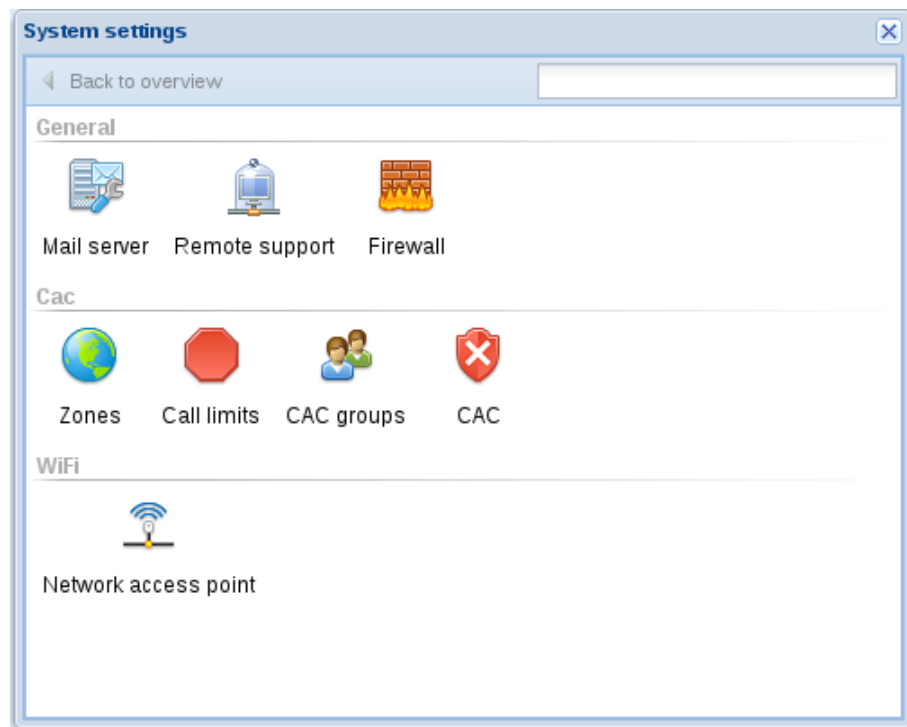 System settings
Back to overview
General
Mail server Remote support Firewall
Cac
Zones Call limits CAC groups CAC
WiFi
Network access point